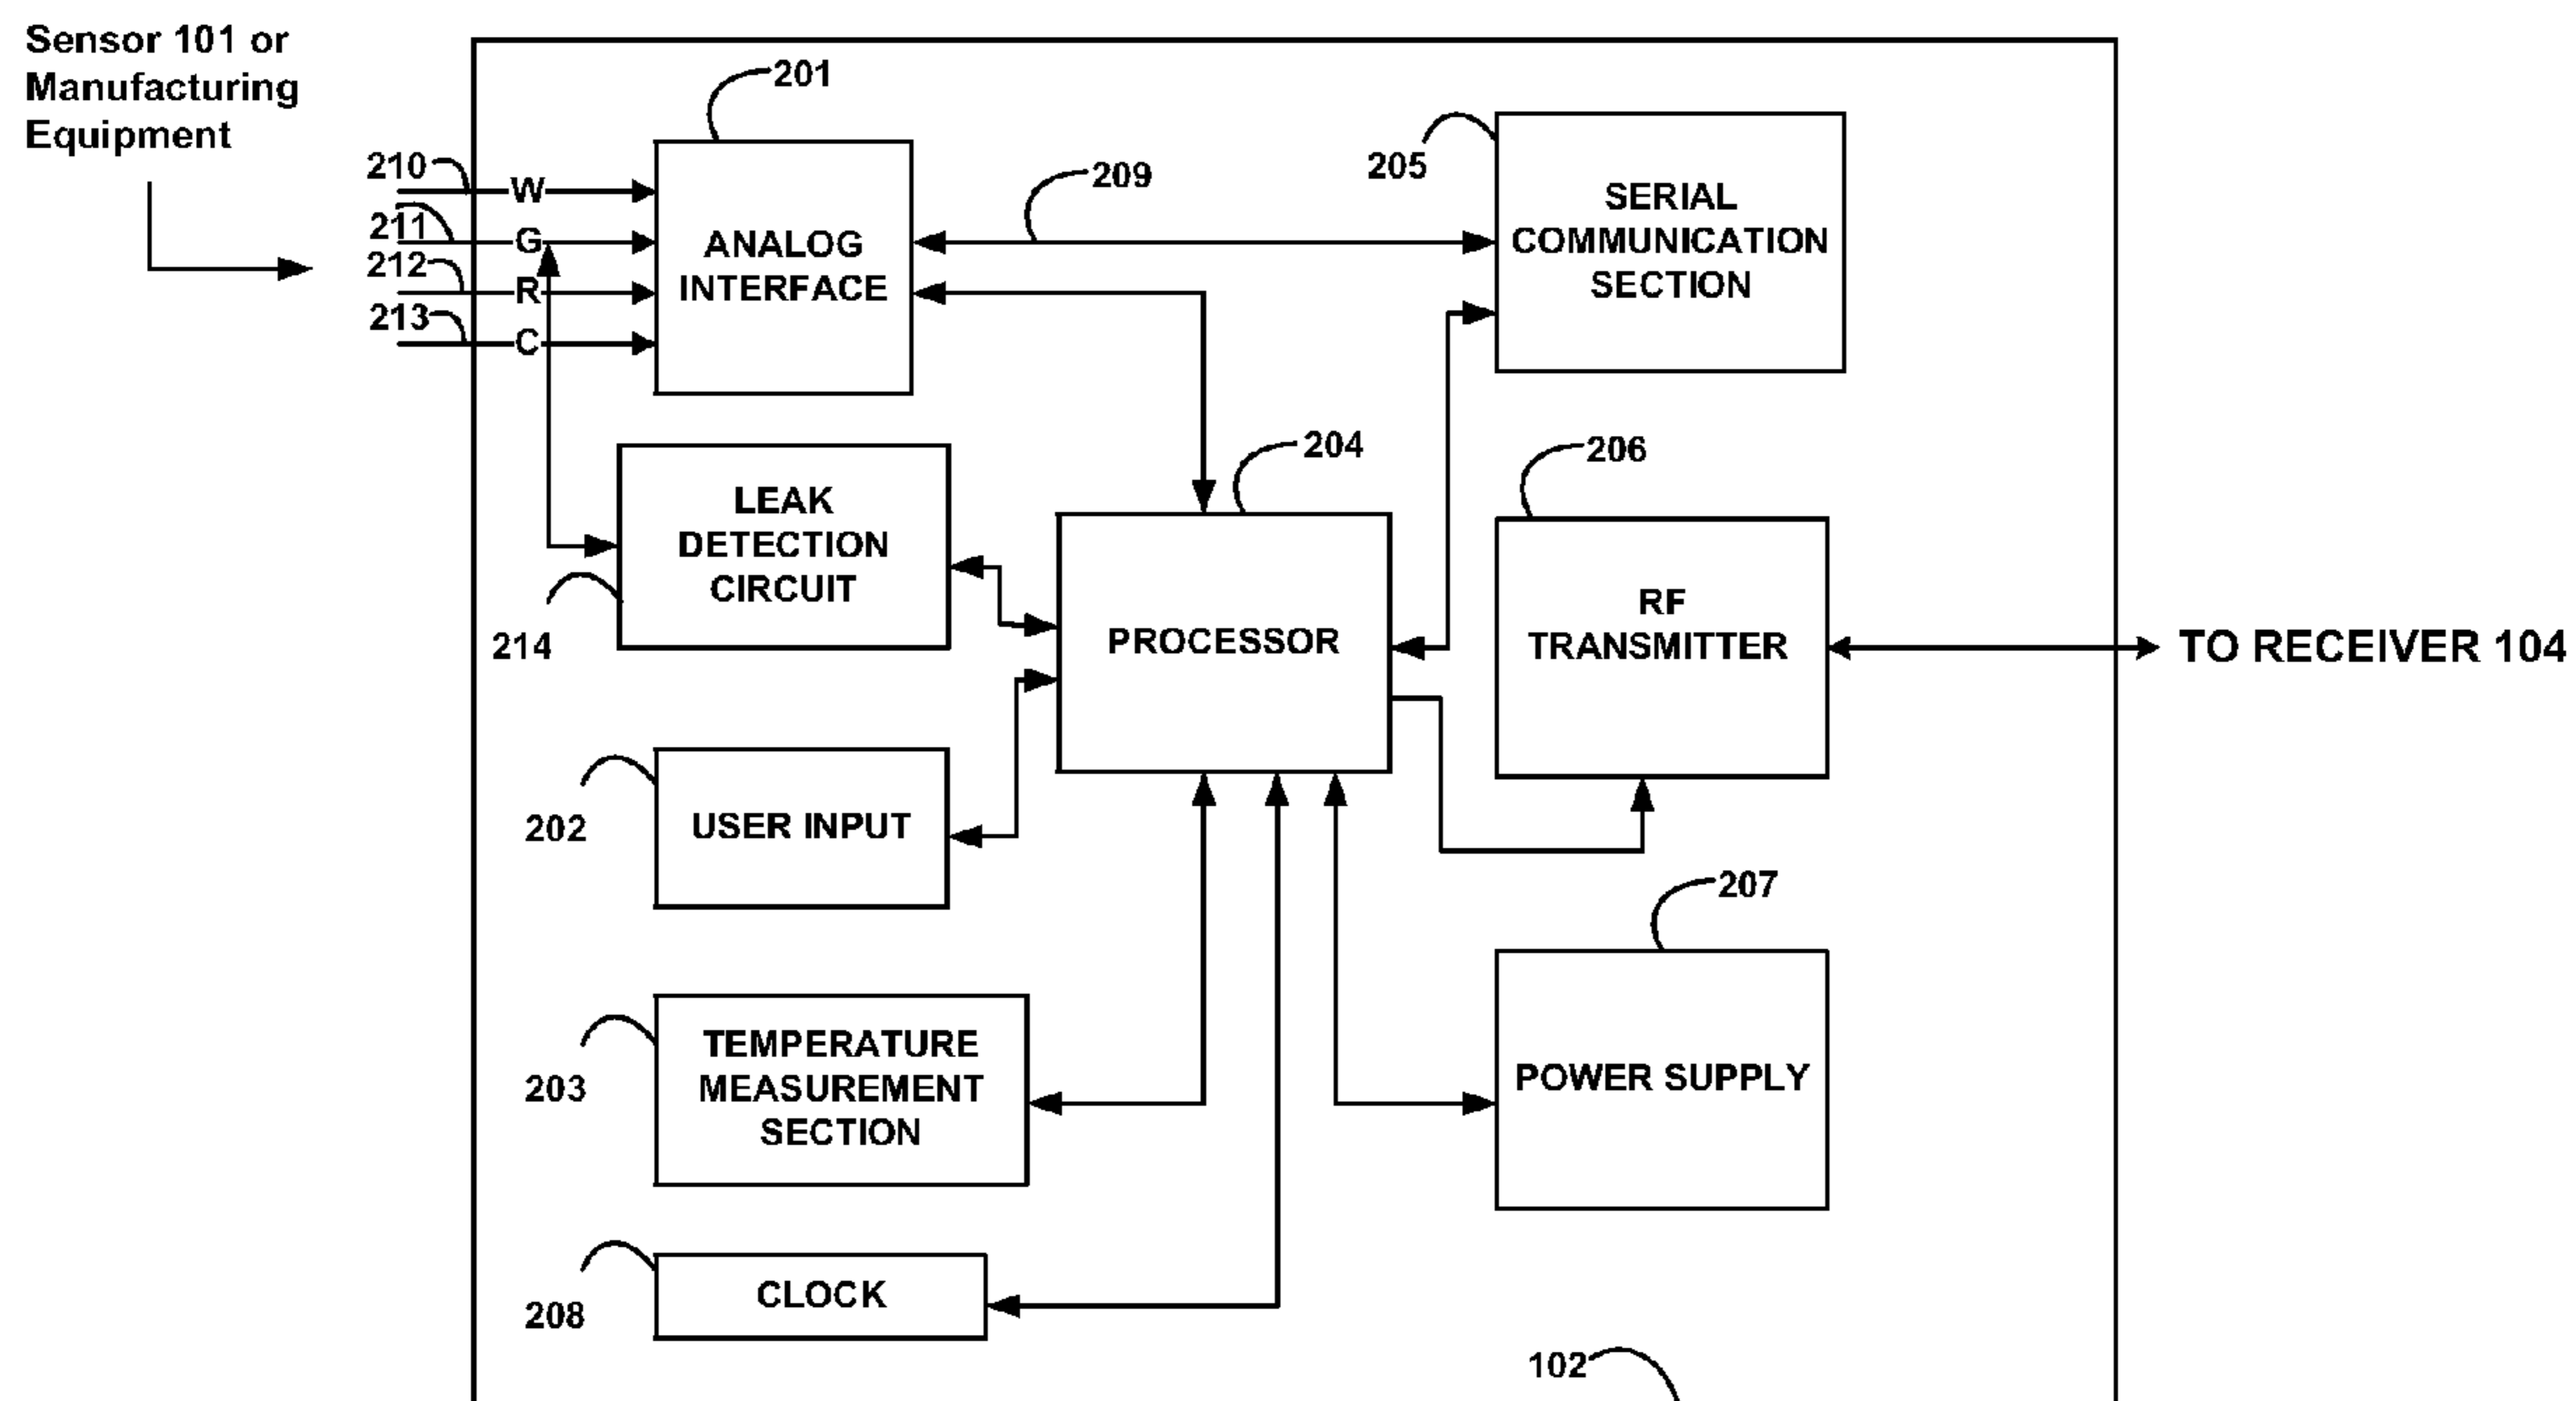 Sensor 101 or
Manufacturing
Equipment
201
210
W
211
G
212
R
213
C
ANALOG
INTERFACE
209
205
SERIAL
COMMUNICATION
SECTION
204
206
LEAK
DETECTION
CIRCUIT
214
PROCESSOR
RF
TRANSMITTER
TO RECEIVER 104
202
USER INPUT
207
203
TEMPERATURE
MEASUREMENT
SECTION
POWER SUPPLY
208
CLOCK
102